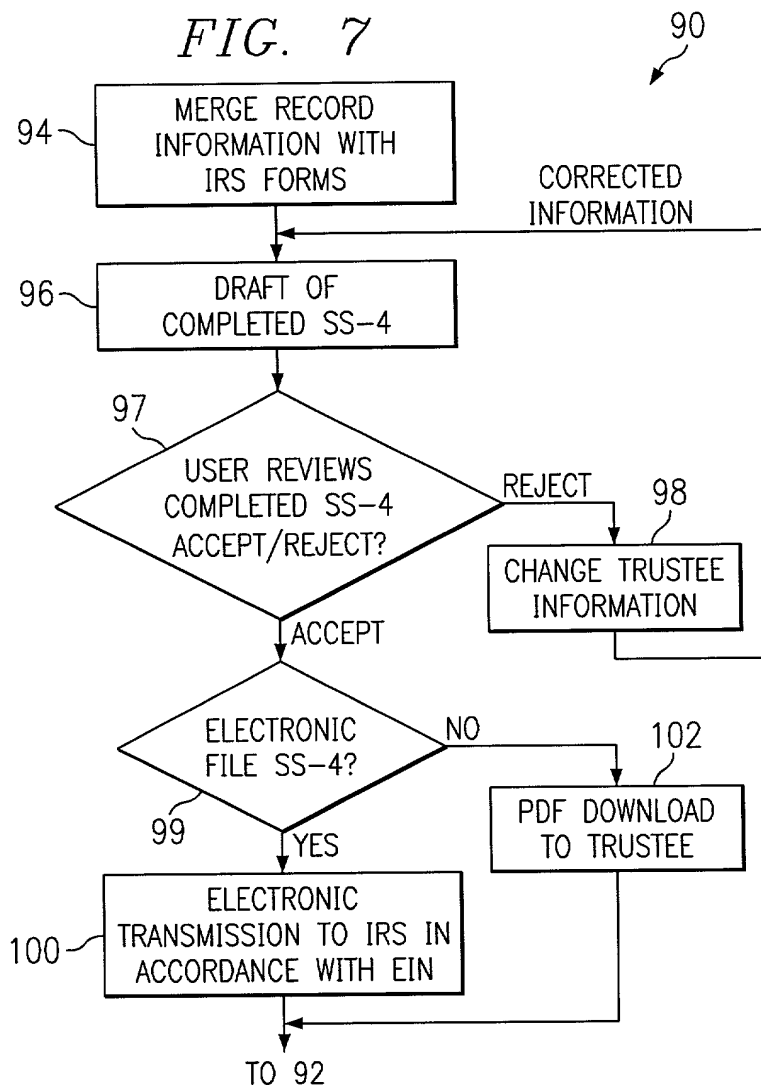 FIG. 7
90
94
MERGE RECORD
INFORMATION WITH
IRS FORMS
CORRECTED
INFORMATION
96
DRAFT OF
COMPLETED SS-4
97
USER REVIEWS
COMPLETED SS-4
ACCEPT/REJECT?
REJECT
98
CHANGE TRUSTEE
INFORMATION
ACCEPT
ELECTRONIC
FILE SS-4?
99
NO
102
PDF DOWNLOAD
TO TRUSTEE
YES
100
ELECTRONIC
TRANSMISSION TO IRS IN
ACCORDANCE WITH EIN
TO 92